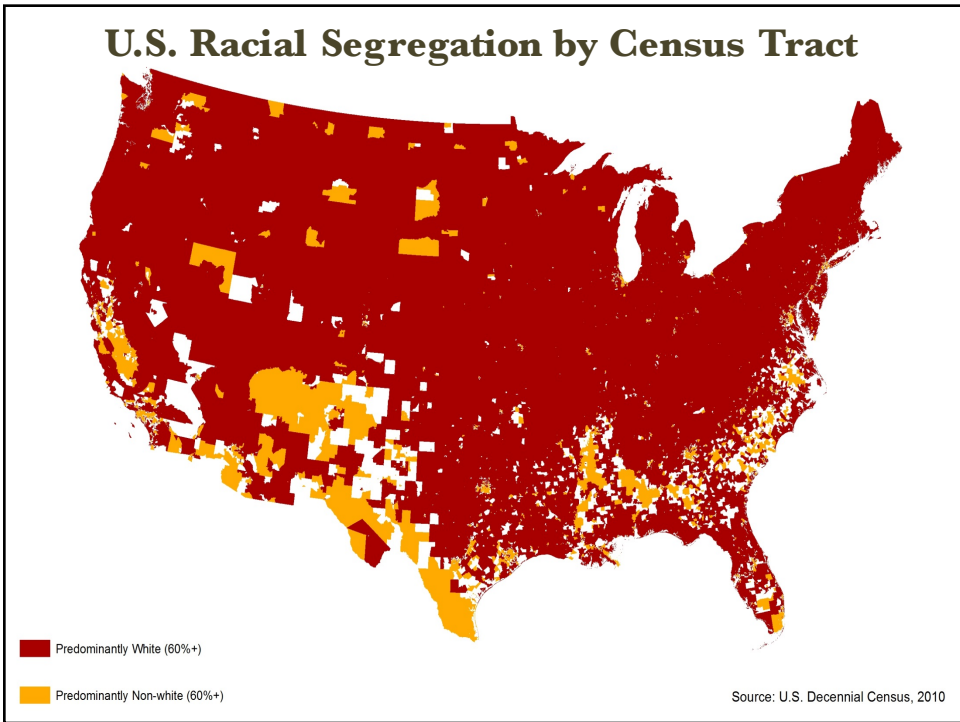 U.S. Racial Segregation by Census Tract
Predominantly White (60%+)
Predominantly Non-white (60%+)
Source: U.S. Decennial Census, 2010